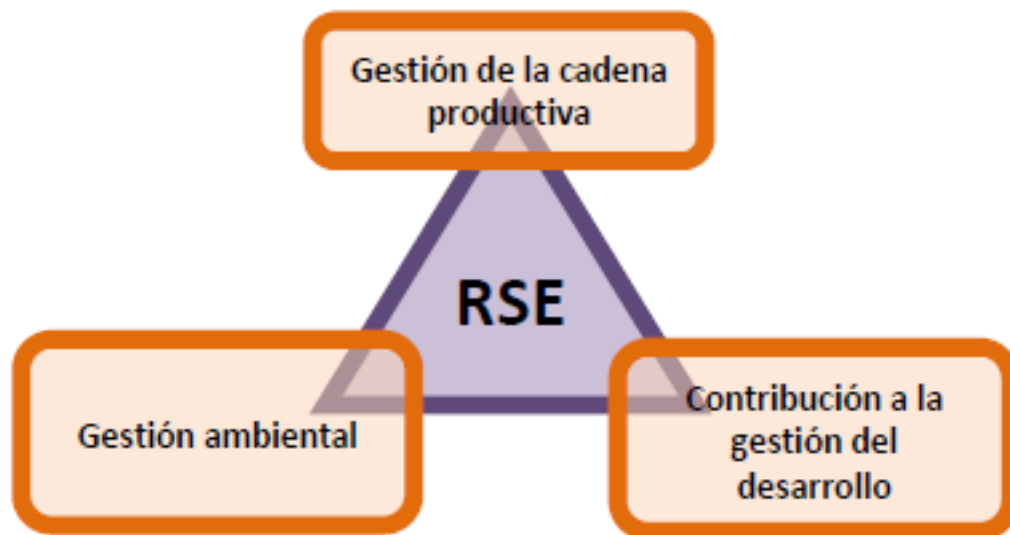 Gestión de la cadena
productiva
RSE
Gestión ambiental
Contribución a la
gestión del
desarrollo